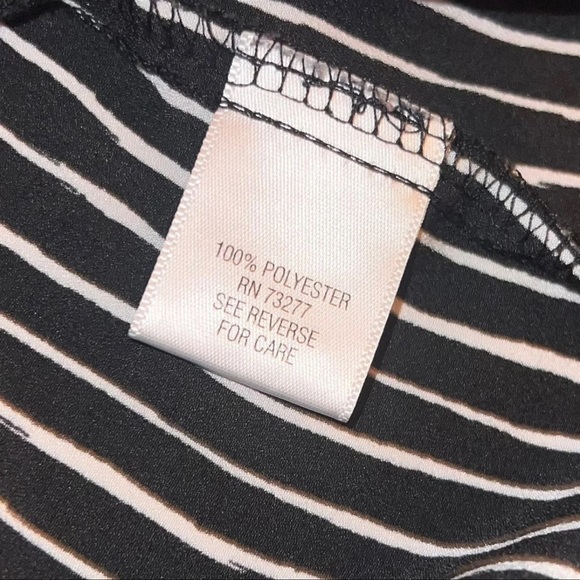 100% POLYESTER
RN 73277
SEE REVERSE
FOR CARE